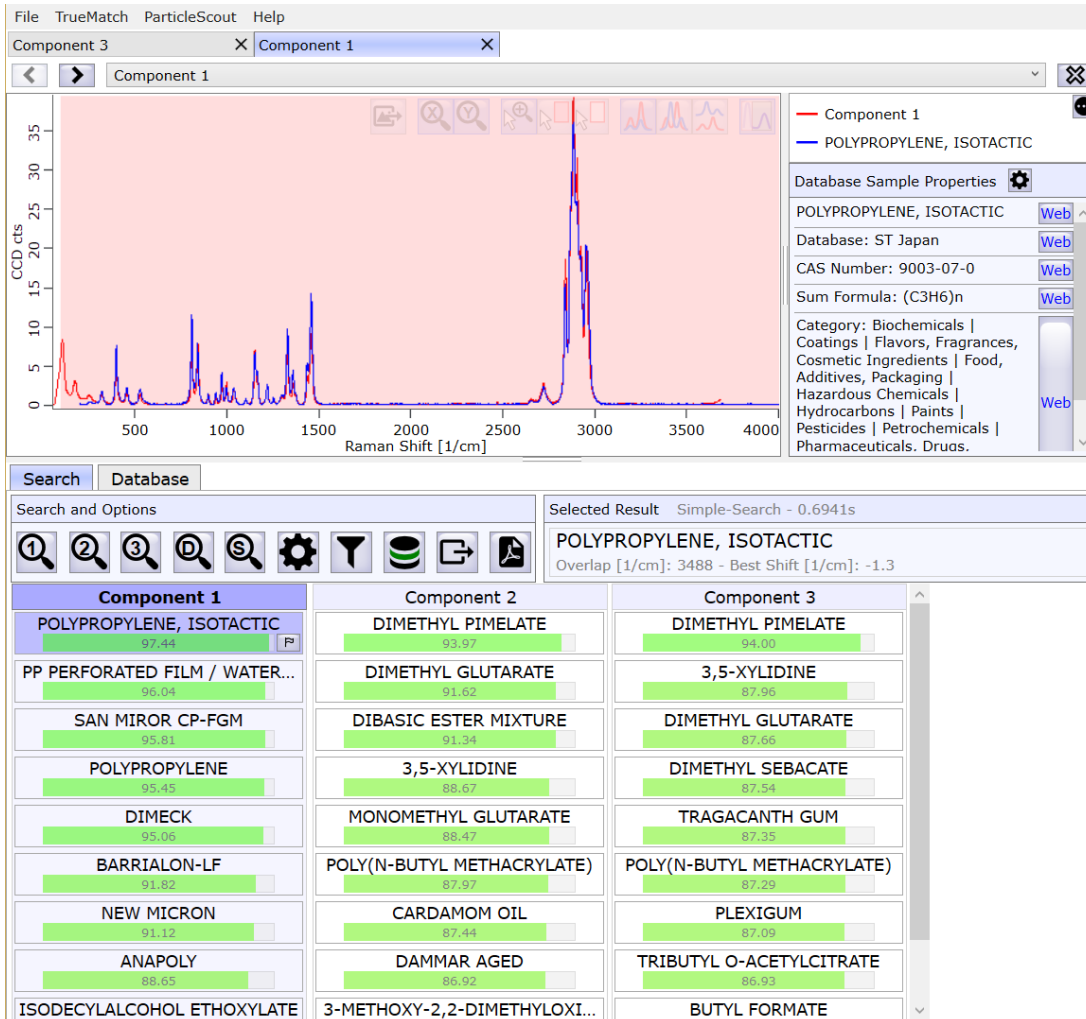 File TrueMatch ParticleScout Help
Component 3 X Component 1 X
Component 1
CCD cts
35
30
25
20
15
10
5
0
500 1000 1500 2000 2500 3000 3500 4000
Raman Shift [1/cm]
Component 1
POLYPROPYLENE, ISOTACTIC
Database Sample Properties
POLYPROPYLENE, ISOTACTIC Web
Database: ST Japan Web
CAS Number: 9003-07-0 Web
Sum Formula: (C3H6)n Web
Category: Biochemicals |
Coatings | Flavors, Fragrances,
Cosmetic Ingredients | Food,
Additives, Packaging |
Hazardous Chemicals |
Hydrocarbons | Paints | Web
Pesticides | Petrochemicals |
Pharmaceuticals, Drugs,
Search Database
Search and Options
1 2 3 D S
Selected Result Simple-Search - 0.6941s
POLYPROPYLENE, ISOTACTIC
Overlap [1/cm]: 3488 - Best Shift [1/cm]: -1.3
Component 1 Component 2 Component 3
POLYPROPYLENE, ISOTACTIC DIMETHYL PIMELATE DIMETHYL PIMELATE
97.44 93.97 94.00
PP PERFORATED FILM / WATER... DIMETHYL GLUTARATE 3,5-XYLIDINE
96.04 91.62 87.96
SAN MIROR CP-FGM DIBASIC ESTER MIXTURE DIMETHYL GLUTARATE
95.81 91.34 87.66
POLYPROPYLENE 3,5-XYLIDINE DIMETHYL SEBACATE
95.45 88.67 87.54
DIMECK MONOMETHYL GLUTARATE TRAGACANTH GUM
95.06 88.47 87.35
BARRIALON-LF POLY(N-BUTYL METHACRYLATE) POLY(N-BUTYL METHACRYLATE)
91.82 87.97 87.29
NEW MICRON CARDAMOM OIL PLEXIGUM
91.12 87.44 87.09
ANAPOLY DAMMAR AGED TRIBUTYL O-ACETYLCITRATE
88.65 86.92 86.93
ISODECYLALCOHOL ETHOXYLATE 3-METHOXY-2,2-DIMETHYLOXI... BUTYL FORMATE